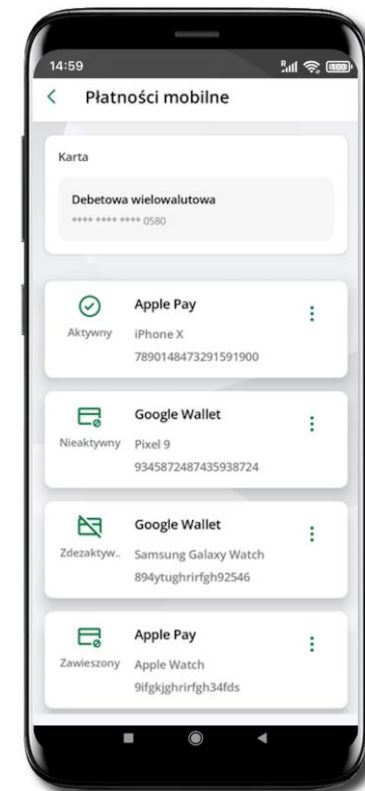 14:59
R
100
Płatności mobilne
Karta
Debetowa wielowalutowa
**** **** **** 0580
Apple Pay
Aktywny
iPhone X
7890148473291591900
Google Wallet
Nieaktywny
Pixel 9
9345872487435938724
Google Wallet
Zdezaktyw..
Samsung Galaxy Watch
894ytughrirfgh92546
Apple Pay
Zawieszony
Apple Watch
9ifgkjghrirfgh34fds